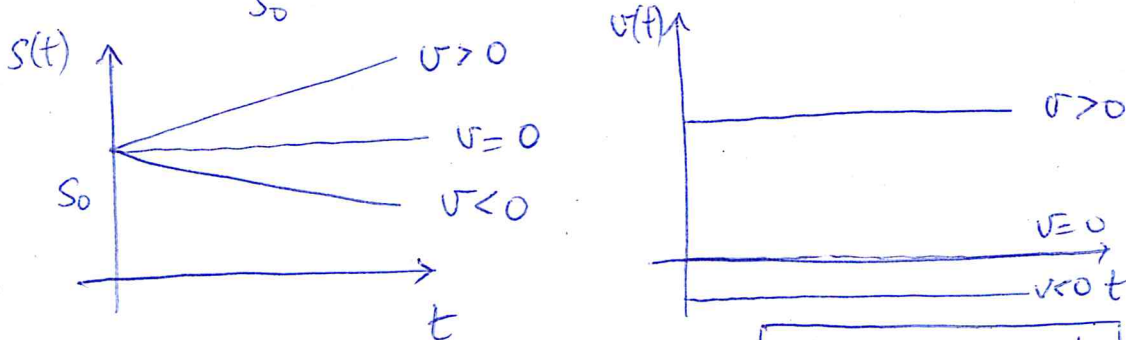 S₀
S(t)
v > 0
v = 0
S₀
v < 0
t
v(t)
v > 0
v = 0
v < 0
t